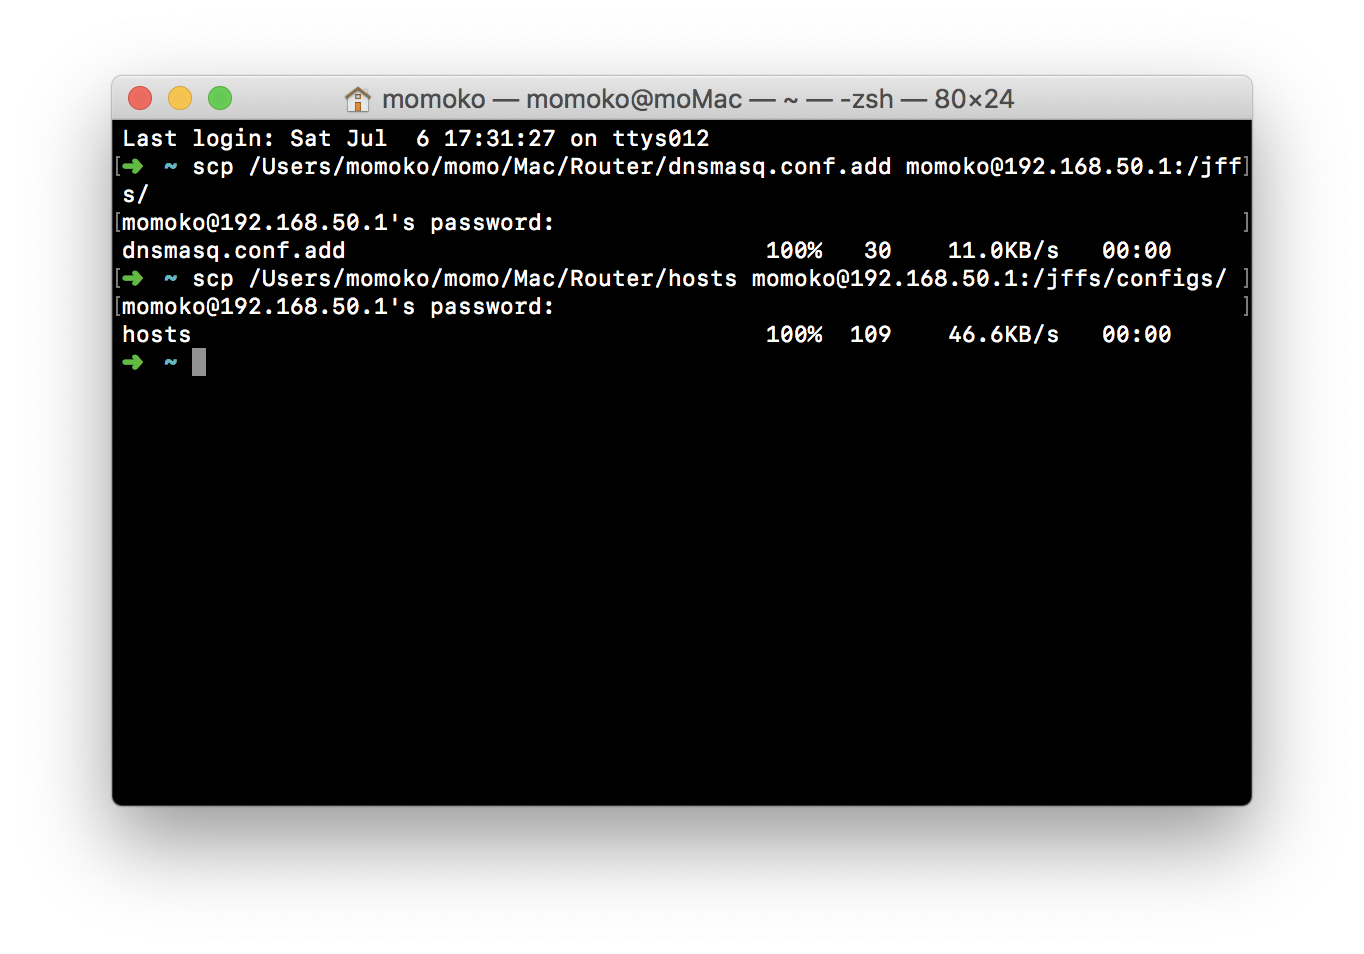 momoko — momoko@moMac — ~ — -zsh — 80×24
Last login: Sat Jul  6 17:31:27 on ttys012
[➜  ~ scp /Users/momoko/momo/Mac/Router/dnsmasq.conf.add momoko@192.168.50.1:/jff]
s/
[momoko@192.168.50.1's password:                                                 ]
dnsmasq.conf.add                              100%   30    11.0KB/s   00:00
[➜  ~ scp /Users/momoko/momo/Mac/Router/hosts momoko@192.168.50.1:/jffs/configs/ ]
[momoko@192.168.50.1's password:                                                 ]
hosts                                         100%  109    46.6KB/s   00:00
➜  ~